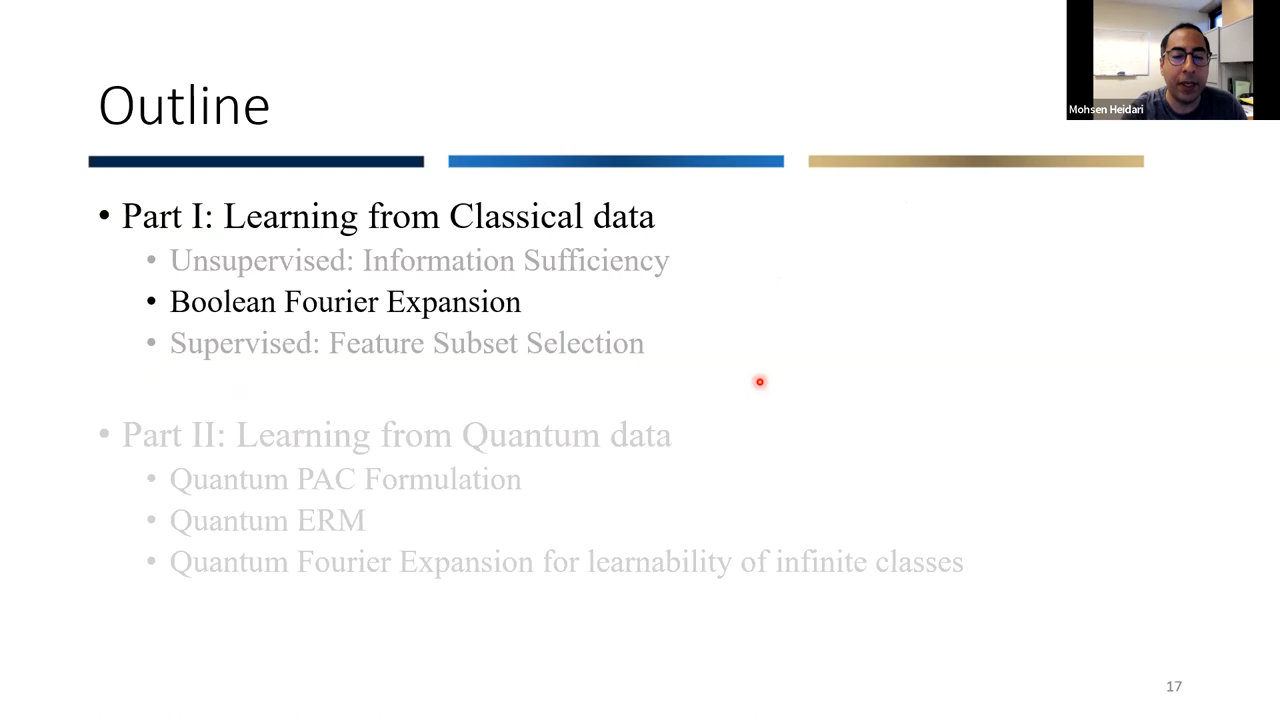 Mohsen Heidari
Outline
• Part I: Learning from Classical data
• Unsupervised: Information Sufficiency
• Boolean Fourier Expansion
• Supervised: Feature Subset Selection
• Part II: Learning from Quantum data
• Quantum PAC Formulation
• Quantum ERM
• Quantum Fourier Expansion for learnability of infinite classes
17